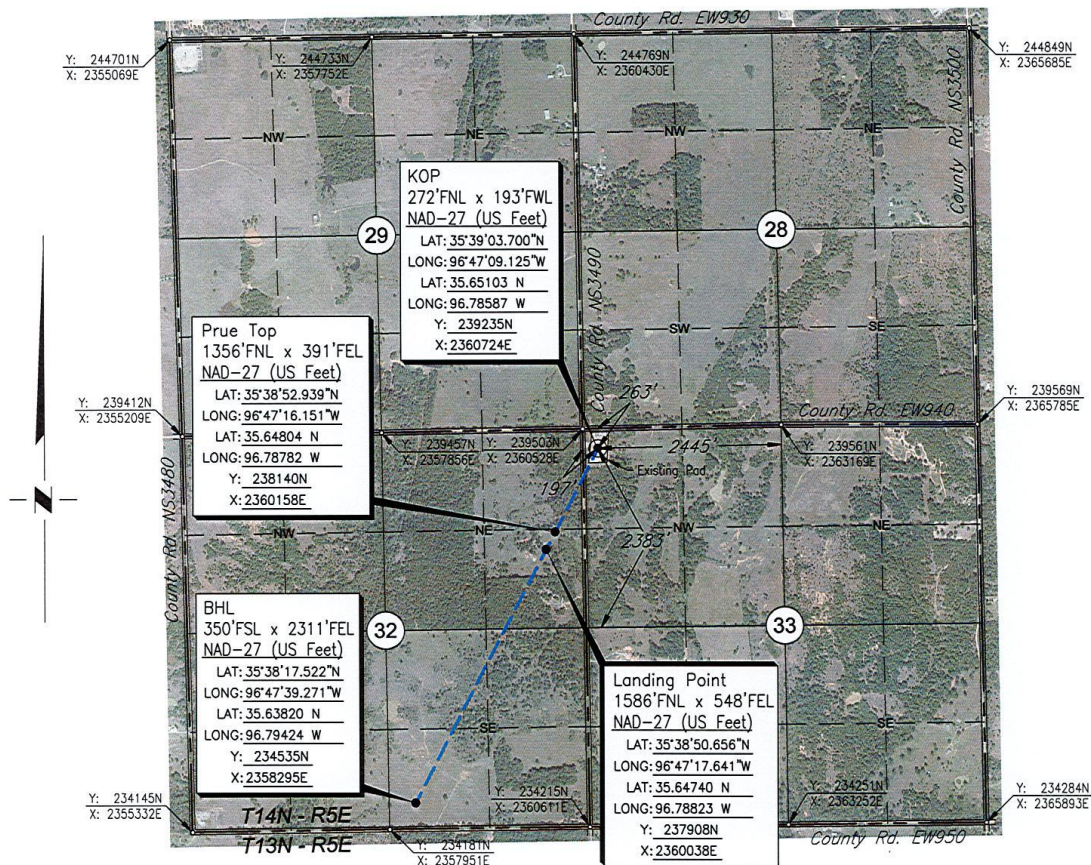 County Rd. EW930
Y: 244701N
X: 2355069E
Y: 244733N
X: 2357752E
Y: 244769N
X: 2360430E
Y: 244849N
X: 2365685E
County Rd. NS3500
NW
NE
NW
NE
KOP
272'FNL x 193'FWL
NAD-27 (US Feet)
LAT: 35°39'03.700"N
LONG: 96°47'09.125"W
LAT: 35.65103 N
LONG: 96.78587 W
Y: 239235N
X: 2360724E
29
28
County Rd. NS3490
SW
SE
Prue Top
1356'FNL x 391'FEL
NAD-27 (US Feet)
LAT: 35°38'52.939"N
LONG: 96°47'16.151"W
LAT: 35.64804 N
LONG: 96.78782 W
Y: 238140N
X: 2360158E
Y: 239412N
X: 2355209E
263'
County Rd. EW940
Y: 239569N
X: 2365785E
Y: 239457N
X: 2357856E
Y: 239503N
X: 2360528E
2445'
Y: 239561N
X: 2363169E
Existing Pad
197'
County Rd NS3480
N
NW
NE
NW
NE
2383'
BHL
350'FSL x 2311'FEL
NAD-27 (US Feet)
LAT: 35°38'17.522"N
LONG: 96°47'39.271"W
LAT: 35.63820 N
LONG: 96.79424 W
Y: 234535N
X: 2358295E
32
33
Landing Point
1586'FNL x 548'FEL
NAD-27 (US Feet)
LAT: 35°38'50.656"N
LONG: 96°47'17.641"W
LAT: 35.64740 N
LONG: 96.78823 W
Y: 237908N
X: 2360038E
SE
SE
Y: 234145N
X: 2355332E
T14N - R5E
T13N - R5E
Y: 234181N
X: 2357951E
Y: 234215N
X: 2360611E
Y: 234251N
X: 2363252E
Y: 234284N
X: 2365893E
County Rd. EW950